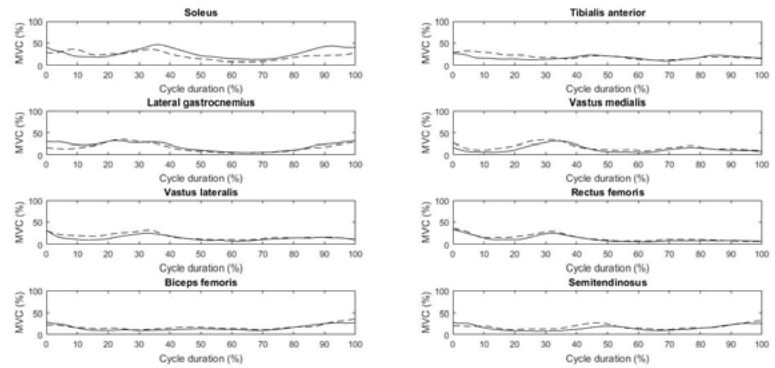 Soleus
100
50
0
MVC (%)
0 10 20 30 40 50 60 70 80 90 100
Cycle duration (%)
Tibialis anterior
100
50
0
MVC (%)
0 10 20 30 40 50 60 70 80 90 100
Cycle duration (%)
Lateral gastrocnemius
100
50
0
MVC (%)
0 10 20 30 40 50 60 70 80 90 100
Cycle duration (%)
Vastus medialis
100
50
0
MVC (%)
0 10 20 30 40 50 60 70 80 90 100
Cycle duration (%)
Vastus lateralis
100
50
0
MVC (%)
0 10 20 30 40 50 60 70 80 90 100
Cycle duration (%)
Rectus femoris
100
50
0
MVC (%)
0 10 20 30 40 50 60 70 80 90 100
Cycle duration (%)
Biceps femoris
100
50
0
MVC (%)
0 10 20 30 40 50 60 70 80 90 100
Cycle duration (%)
Semitendinosus
100
50
0
MVC (%)
0 10 20 30 40 50 60 70 80 90 100
Cycle duration (%)